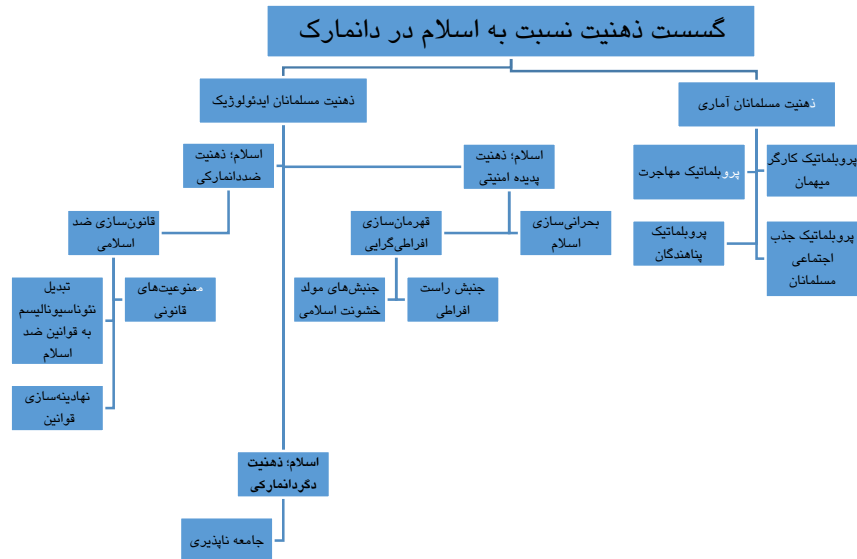 گسست ذهنیت نسبت به اسلام در دانمارک
ذهنیت مسلمانان آماری
ذهنیت مسلمانان ایدئولوژیک
پروبلماتیک کارگر
میهمان
پروبلماتیک مهاجرت
پروبلماتیک جذب
اجتماعی
مسلمانان
پروبلماتیک
پناهندگان
اسلام؛ ذهنیت
پدیده امنیتی
بحرانی‌سازی
اسلام
قهرمان‌سازی
افراطی‌گرایی
جنبش راست
افراطی
جنبش‌های مولد
خشونت اسلامی
اسلام؛ ذهنیت
ضددانمارکی
قانون‌سازی ضد
اسلامی
ممنوعیت‌های
قانونی
تبدیل
نئوناسیونالیسم
به قوانین ضد
اسلام
نهادینه‌سازی
قوانین
اسلام؛ ذهنیت
دگردانمارکی
جامعه ناپذیری